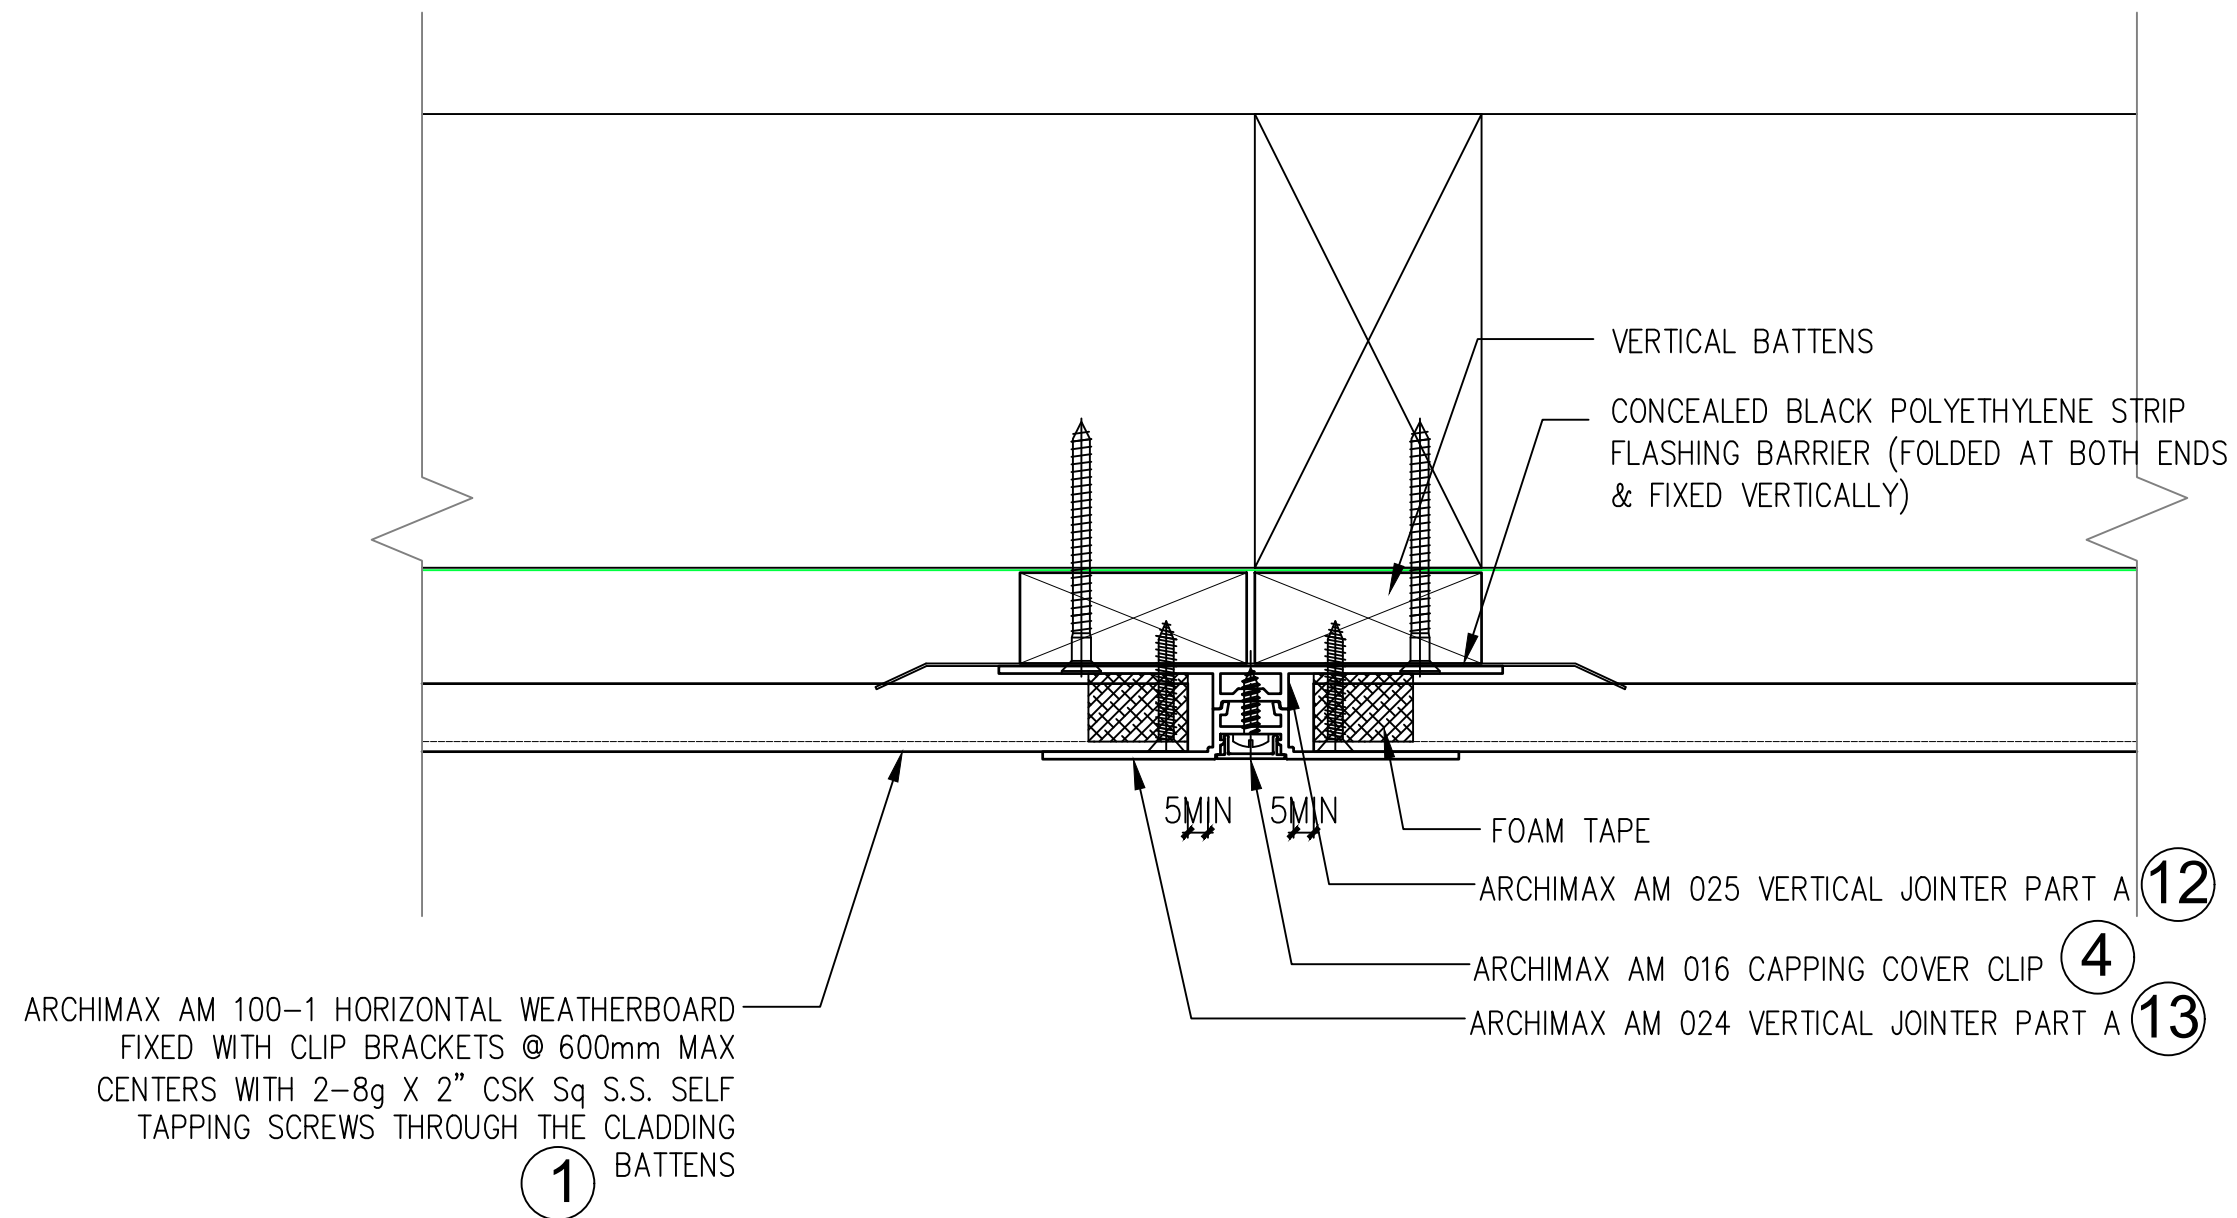 VERTICAL BATTENS
CONCEALED BLACK POLYETHYLENE STRIP
FLASHING BARRIER (FOLDED AT BOTH ENDS
& FIXED VERTICALLY)
5MIN 5MIN
FOAM TAPE
ARCHIMAX AM 025 VERTICAL JOINTER PART A 12
ARCHIMAX AM 016 CAPPING COVER CLIP 4
ARCHIMAX AM 024 VERTICAL JOINTER PART A 13
ARCHIMAX AM 100-1 HORIZONTAL WEATHERBOARD
FIXED WITH CLIP BRACKETS @ 600mm MAX
CENTERS WITH 2-8g X 2" CSK Sq S.S. SELF
TAPPING SCREWS THROUGH THE CLADDING
BATTENS
1